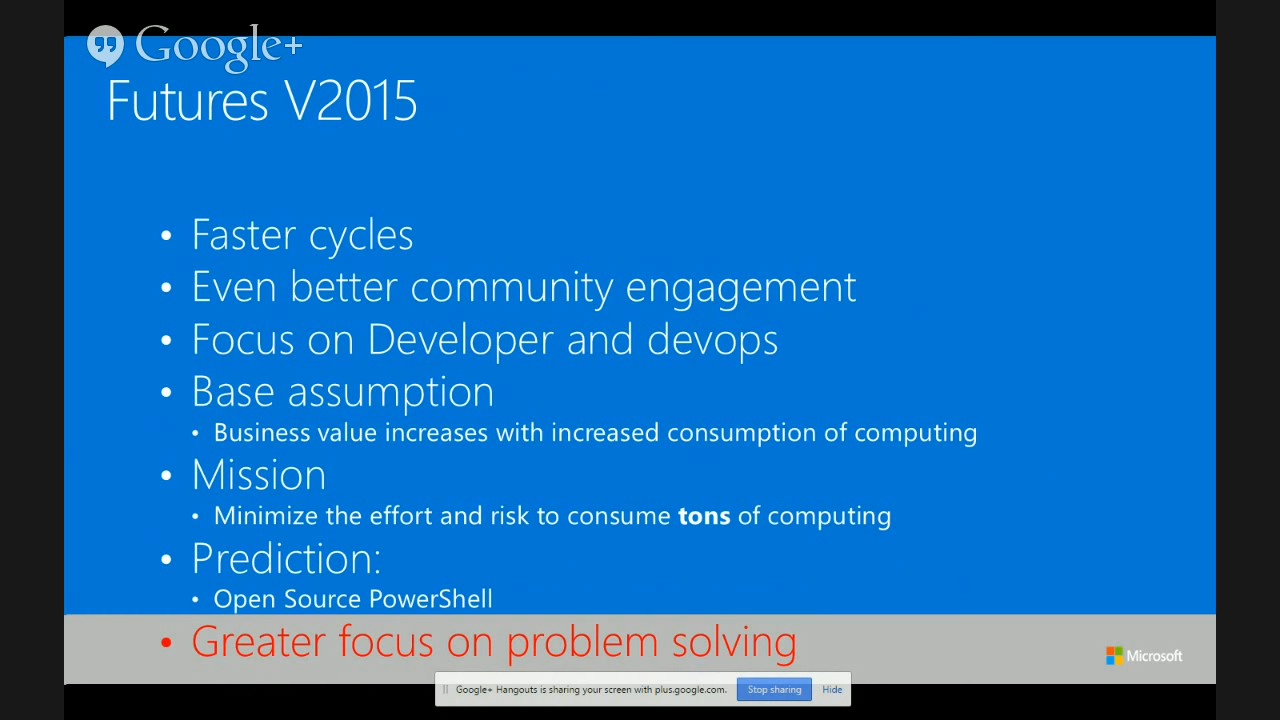 Google+
Futures V2015
• Faster cycles
• Even better community engagement
• Focus on Developer and devops
• Base assumption
• Business value increases with increased consumption of computing
• Mission
• Minimize the effort and risk to consume tons of computing
• Prediction:
• Open Source PowerShell
• Greater focus on problem solving
Microsoft
Google+ Hangouts is sharing your screen with plus.google.com. Stop sharing Hide